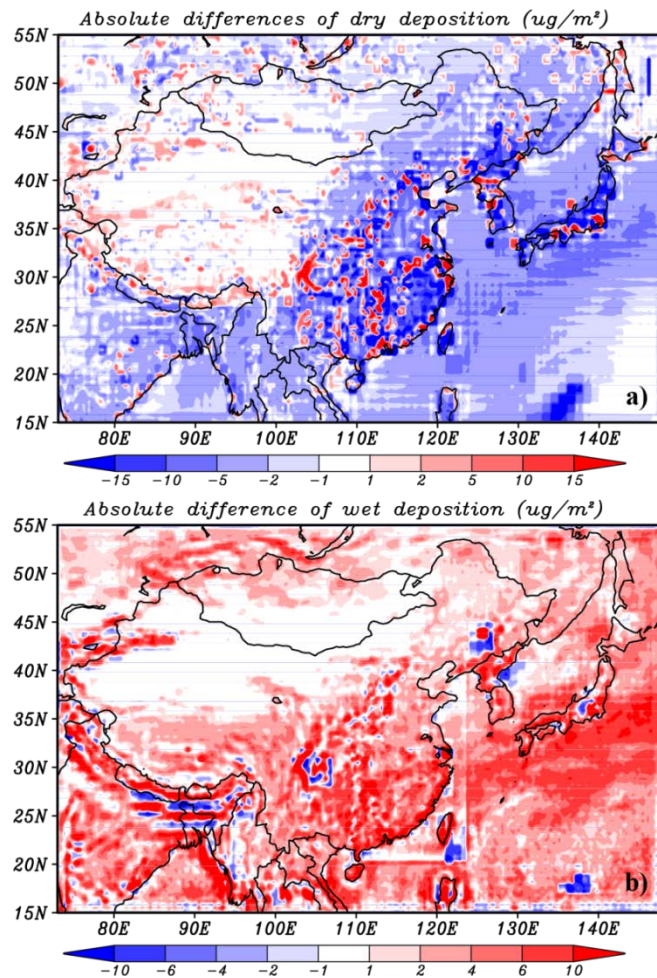 Absolute differences of dry deposition (ug/m²)
55N
50N
45N
40N
35N
30N
25N
20N
15N
a)
80E 90E 100E 110E 120E 130E 140E
-15 -10 -5 -2 -1 1 2 5 10 15
Absolute difference of wet deposition (ug/m²)
55N
50N
45N
40N
35N
30N
25N
20N
15N
b)
80E 90E 100E 110E 120E 130E 140E
-10 -6 -4 -2 -1 1 2 4 6 10